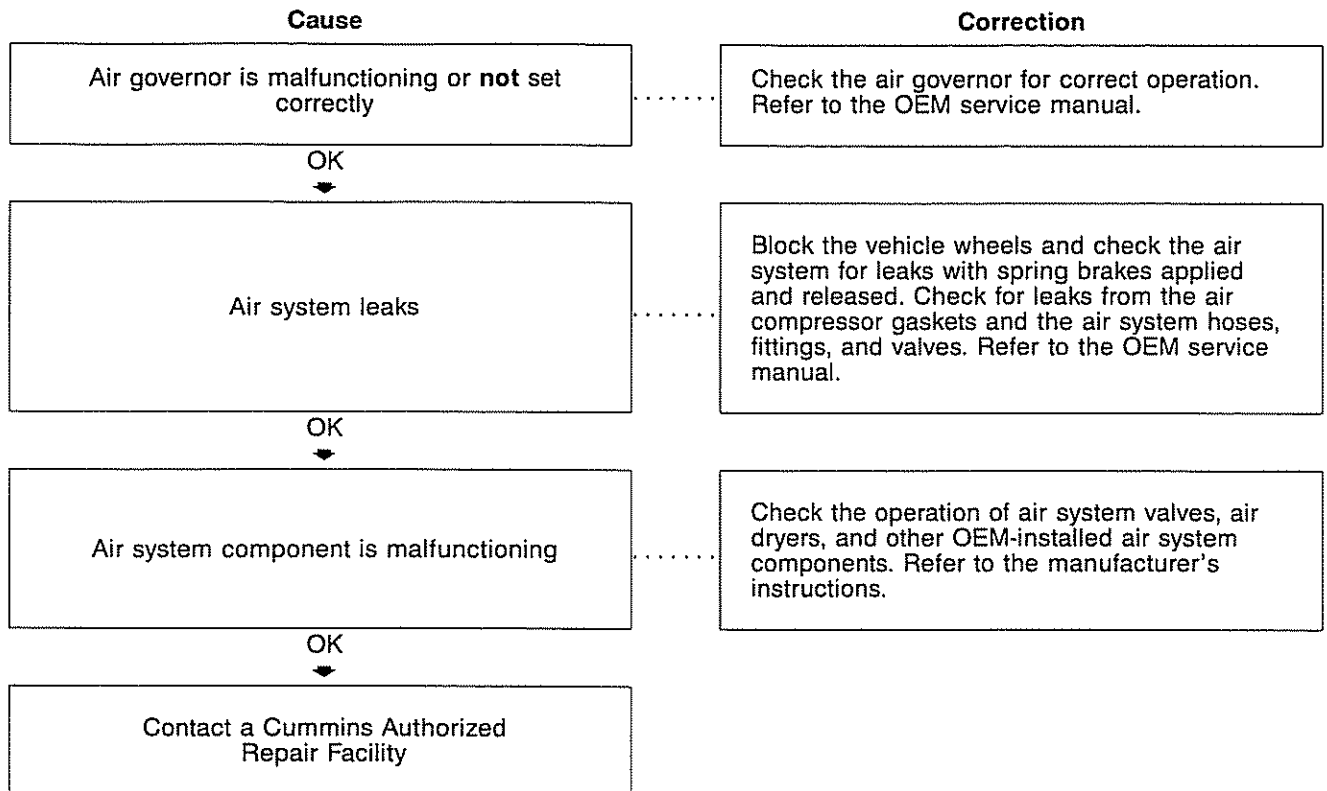 Cause
Correction
Air governor is malfunctioning or not set
correctly
Check the air governor for correct operation.
Refer to the OEM service manual.
OK
Air system leaks
Block the vehicle wheels and check the air
system for leaks with spring brakes applied
and released. Check for leaks from the air
compressor gaskets and the air system hoses,
fittings, and valves. Refer to the OEM service
manual.
OK
Air system component is malfunctioning
Check the operation of air system valves, air
dryers, and other OEM-installed air system
components. Refer to the manufacturer's
instructions.
OK
Contact a Cummins Authorized
Repair Facility